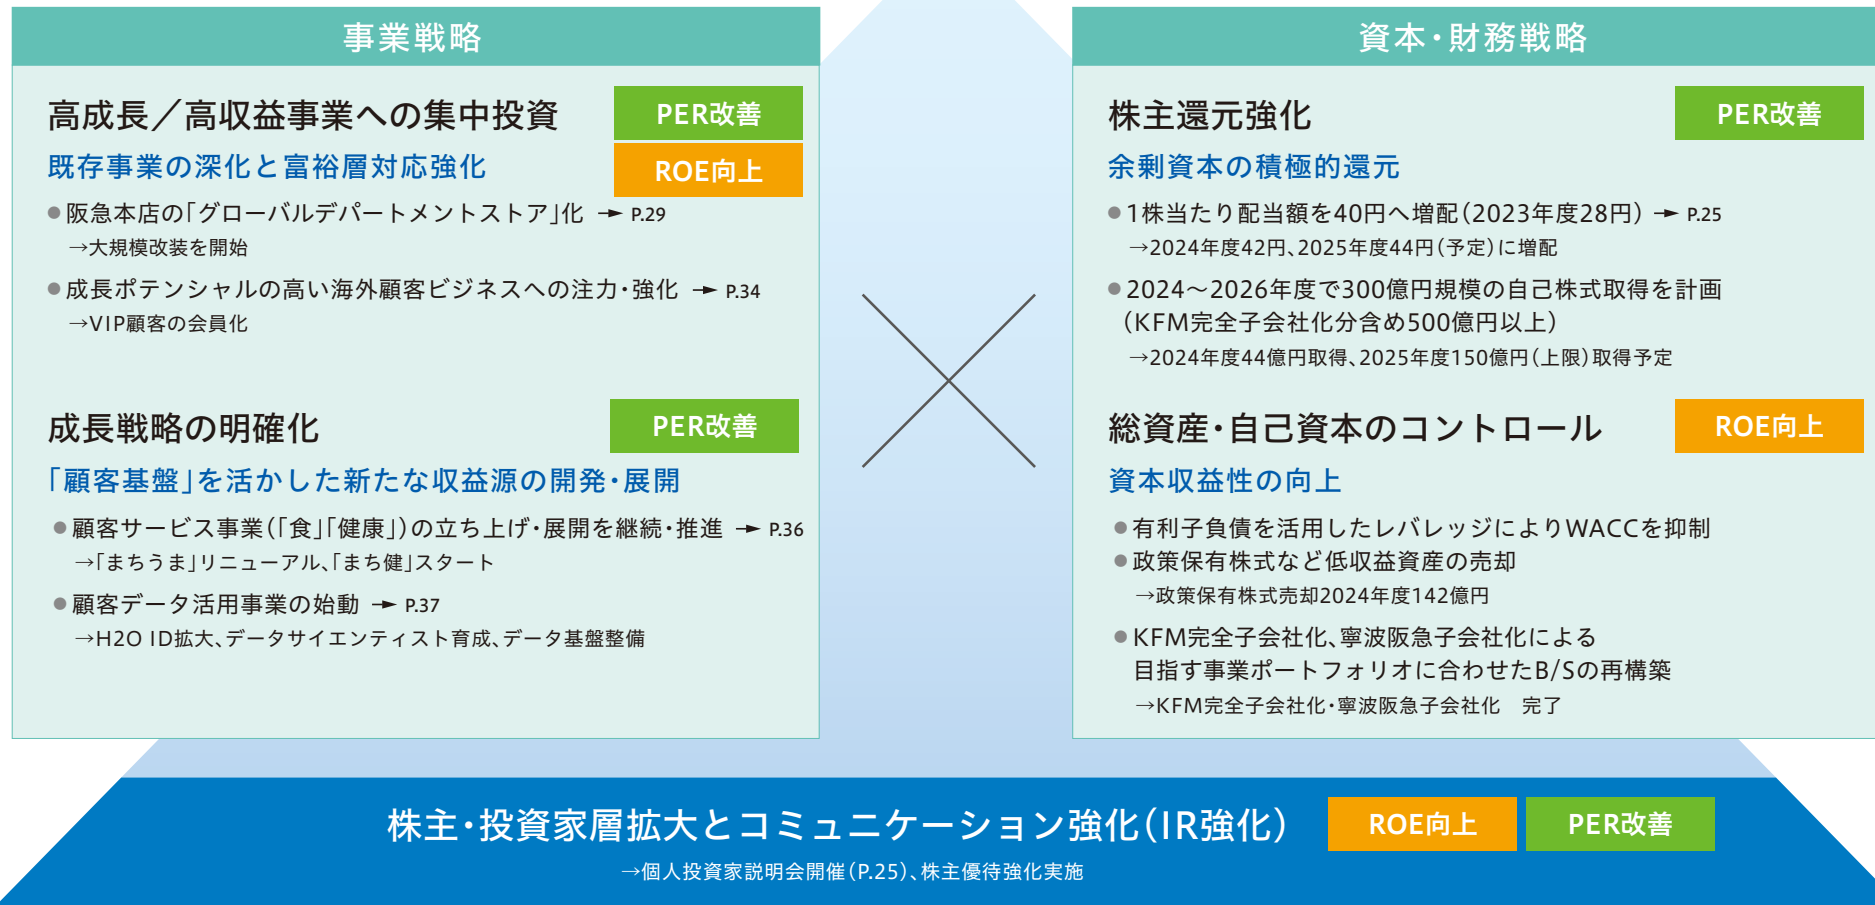 事業戦略
高成長／高収益事業への集中投資
PER改善
ROE向上
既存事業の深化と富裕層対応強化
●阪急本店の「グローバルデパートメントストア」化 → P.29
→大規模改装を開始
●成長ポテンシャルの高い海外顧客ビジネスへの注力・強化 → P.34
→VIP顧客の会員化
成長戦略の明確化
PER改善
「顧客基盤」を活かした新たな収益源の開発・展開
●顧客サービス事業(「食」「健康」)の立ち上げ・展開を継続・推進 → P.36
→「まちうま」リニューアル、「まち健」スタート
●顧客データ活用事業の始動 → P.37
→H2O ID拡大、データサイエンティスト育成、データ基盤整備
資本・財務戦略
株主還元強化
PER改善
余剰資本の積極的還元
●1株当たり配当額を40円へ増配(2023年度28円) → P.25
→2024年度42円、2025年度44円(予定)に増配
●2024～2026年度で300億円規模の自己株式取得を計画
(KFM完全子会社化分含め500億円以上)
→2024年度44億円取得、2025年度150億円(上限)取得予定
総資産・自己資本のコントロール
ROE向上
資本収益性の向上
●有利子負債を活用したレバレッジによりWACCを抑制
●政策保有株式など低収益資産の売却
→政策保有株式売却2024年度142億円
●KFM完全子会社化、寧波阪急子会社化による
目指す事業ポートフォリオに合わせたB/Sの再構築
→KFM完全子会社化・寧波阪急子会社化　完了
株主・投資家層拡大とコミュニケーション強化(IR強化)
ROE向上
PER改善
→個人投資家説明会開催(P.25)、株主優待強化実施